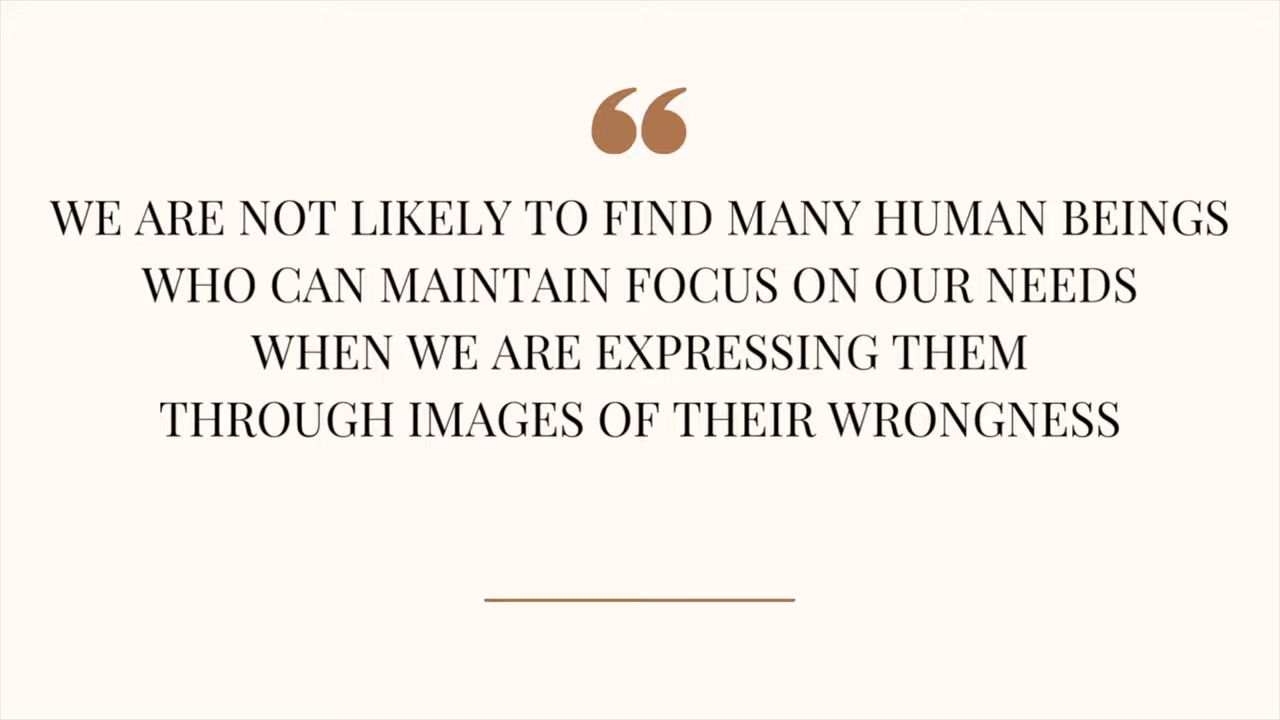 “
WE ARE NOT LIKELY TO FIND MANY HUMAN BEINGS
WHO CAN MAINTAIN FOCUS ON OUR NEEDS
WHEN WE ARE EXPRESSING THEM
THROUGH IMAGES OF THEIR WRONGNESS